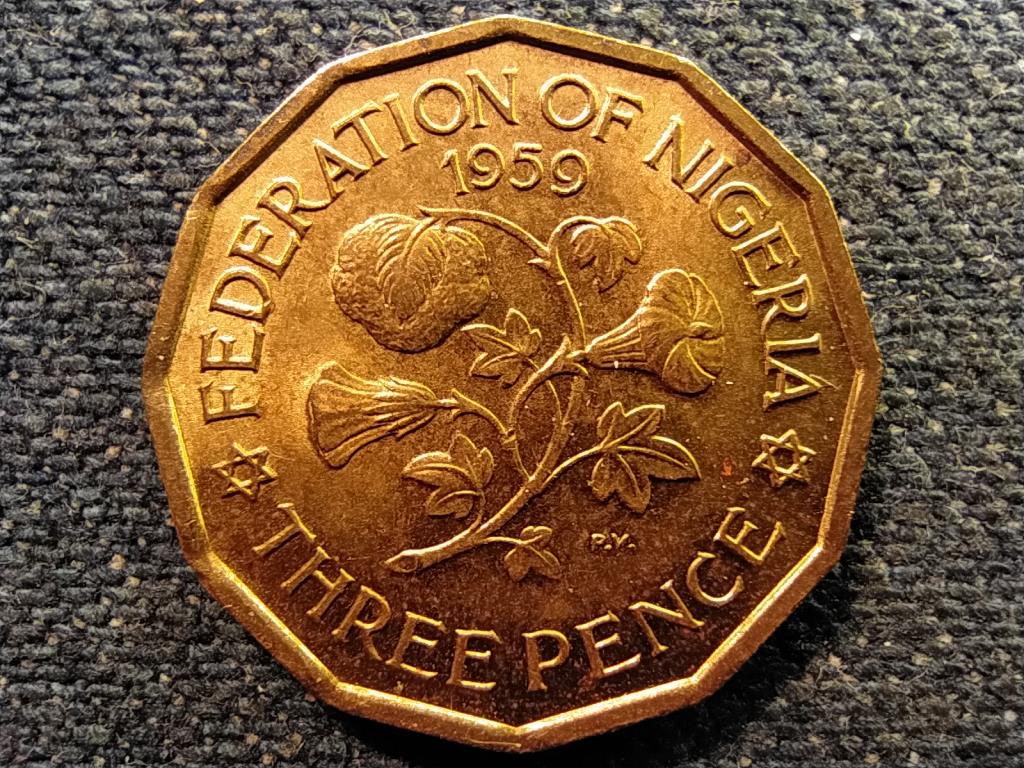 FEDERATION OF NIGERIA
1959
P.V.
THREE PENCE